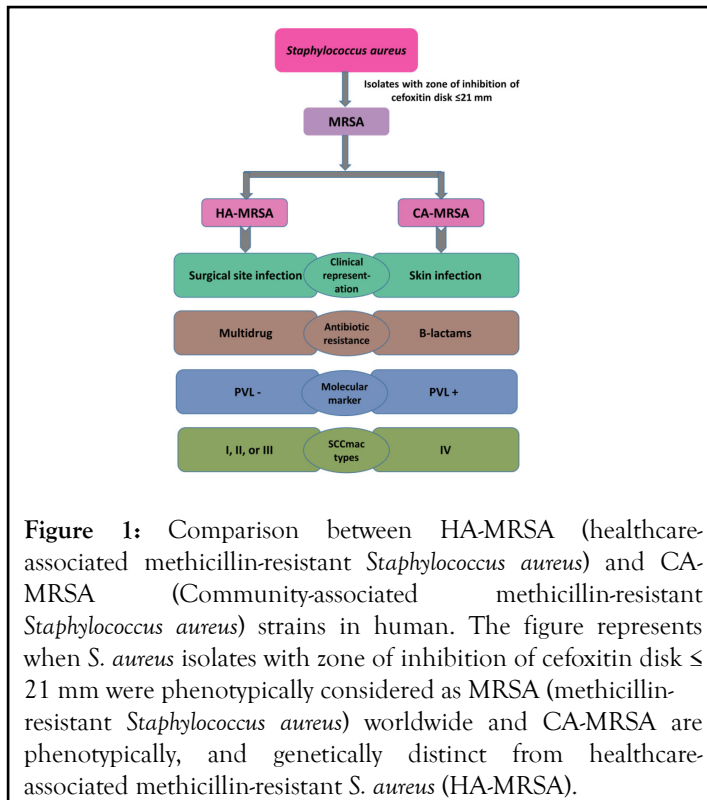 Staphylococcus aureus
Isolates with zone of inhibition of
cefoxitin disk ≤21 mm
MRSA
HA-MRSA
CA-MRSA
Surgical site infection
Clinical
represent-
ation
Skin infection
Multidrug
Antibiotic
resistance
B-lactams
PVL -
Molecular
marker
PVL +
I, II, or III
SCCmac
types
IV
Figure 1: Comparison between HA-MRSA (healthcare-
associated methicillin-resistant Staphylococcus aureus) and CA-
MRSA (Community-associated methicillin-resistant
Staphylococcus aureus) strains in human. The figure represents
when S. aureus isolates with zone of inhibition of cefoxitin disk ≤
21 mm were phenotypically considered as MRSA (methicillin-
resistant Staphylococcus aureus) worldwide and CA-MRSA are
phenotypically, and genetically distinct from healthcare-
associated methicillin-resistant S. aureus (HA-MRSA).